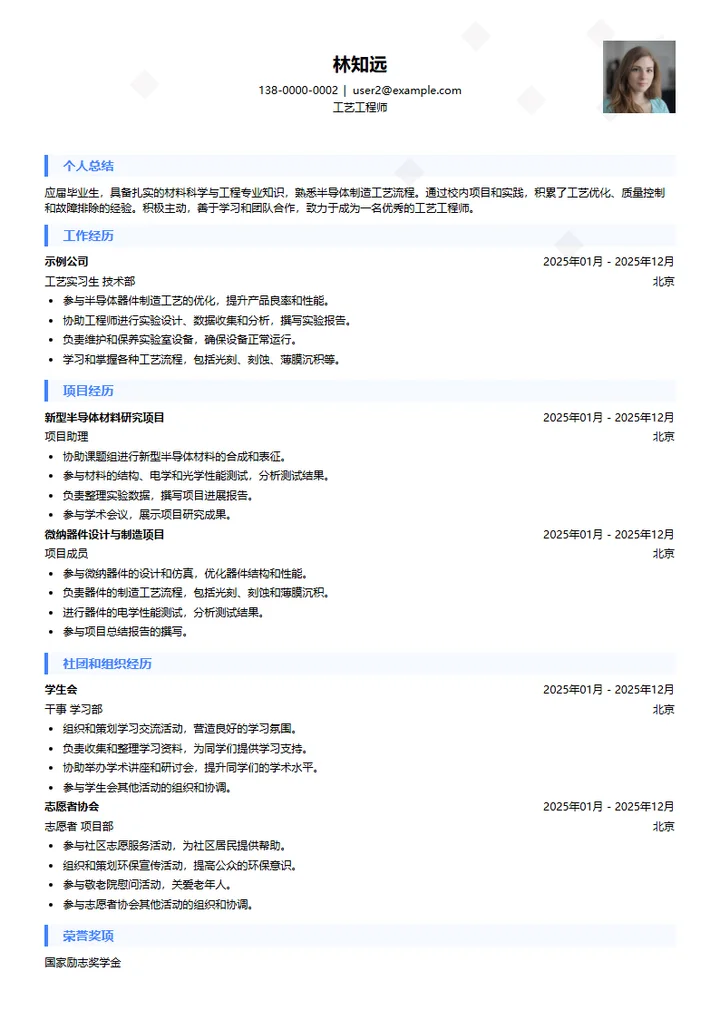 林知远
138-0000-0002 | user2@example.com
工艺工程师
个人总结
应届毕业生，具备扎实的材料科学与工程专业知识，熟悉半导体制造工艺流程。通过校内项目和实践，积累了工艺优化、质量控制
和故障排除的经验。积极主动，善于学习和团队合作，致力于成为一名优秀的工艺工程师。
工作经历
示例公司 2025年01月 - 2025年12月
工艺实习生 技术部 北京
• 参与半导体器件制造工艺的优化，提升产品良率和性能。
• 协助工程师进行实验设计、数据收集和分析，撰写实验报告。
• 负责维护和保养实验室设备，确保设备正常运行。
• 学习和掌握各种工艺流程，包括光刻、刻蚀、薄膜沉积等。
项目经历
新型半导体材料研究项目 2025年01月 - 2025年12月
项目助理 北京
• 协助课题组进行新型半导体材料的合成和表征。
• 参与材料的结构、电学和光学性能测试，分析测试结果。
• 负责整理实验数据，撰写项目进展报告。
• 参与学术会议，展示项目研究成果。
微纳器件设计与制造项目 2025年01月 - 2025年12月
项目成员 北京
• 参与微纳器件的设计和仿真，优化器件结构和性能。
• 负责器件的制造工艺流程，包括光刻、刻蚀和薄膜沉积。
• 进行器件的电学性能测试，分析测试结果。
• 参与项目总结报告的撰写。
社团和组织经历
学生会 2025年01月 - 2025年12月
干事 学习部 北京
• 组织和策划学习交流活动，营造良好的学习氛围。
• 负责收集和整理学习资料，为同学们提供学习支持。
• 协助举办学术讲座和研讨会，提升同学们的学术水平。
• 参与学生会其他活动的组织和协调。
志愿者协会 2025年01月 - 2025年12月
志愿者 项目部 北京
• 参与社区志愿服务活动，为社区居民提供帮助。
• 组织和策划环保宣传活动，提高公众的环保意识。
• 参与敬老院慰问活动，关爱老年人。
• 参与志愿者协会其他活动的组织和协调。
荣誉奖项
国家励志奖学金